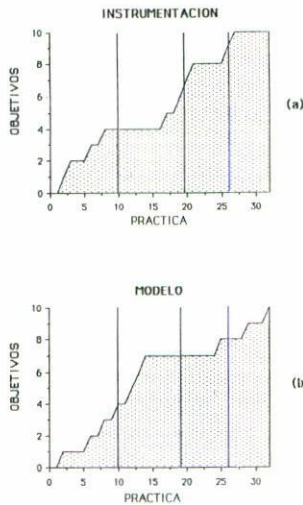 INSTRUMENTACION
10
8
6
4
2
0
OBJETIVOS
0 5 10 15 20 25 30
PRACTICA
(a)
MODELO
10
8
6
4
2
0
OBJETIVOS
0 5 10 15 20 25 30
PRACTICA
(b